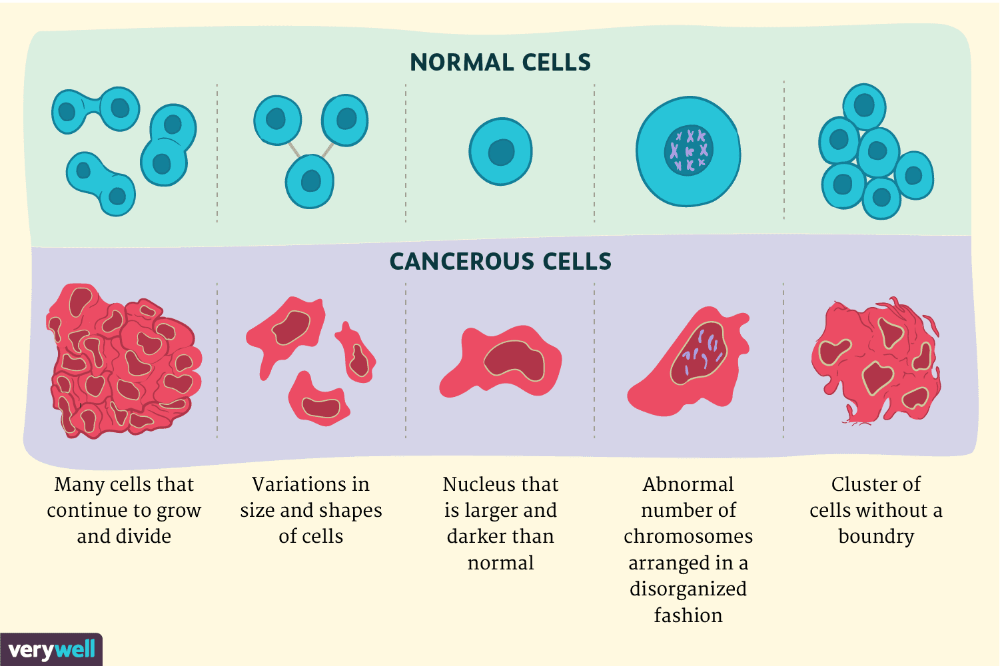 NORMAL CELLS
CANCEROUS CELLS
Many cells that
continue to grow
and divide
Variations in
size and shapes
of cells
Nucleus that
is larger and
darker than
normal
Abnormal
number of
chromosomes
arranged in a
disorganized
fashion
Cluster of
cells without a
boundry
verywell